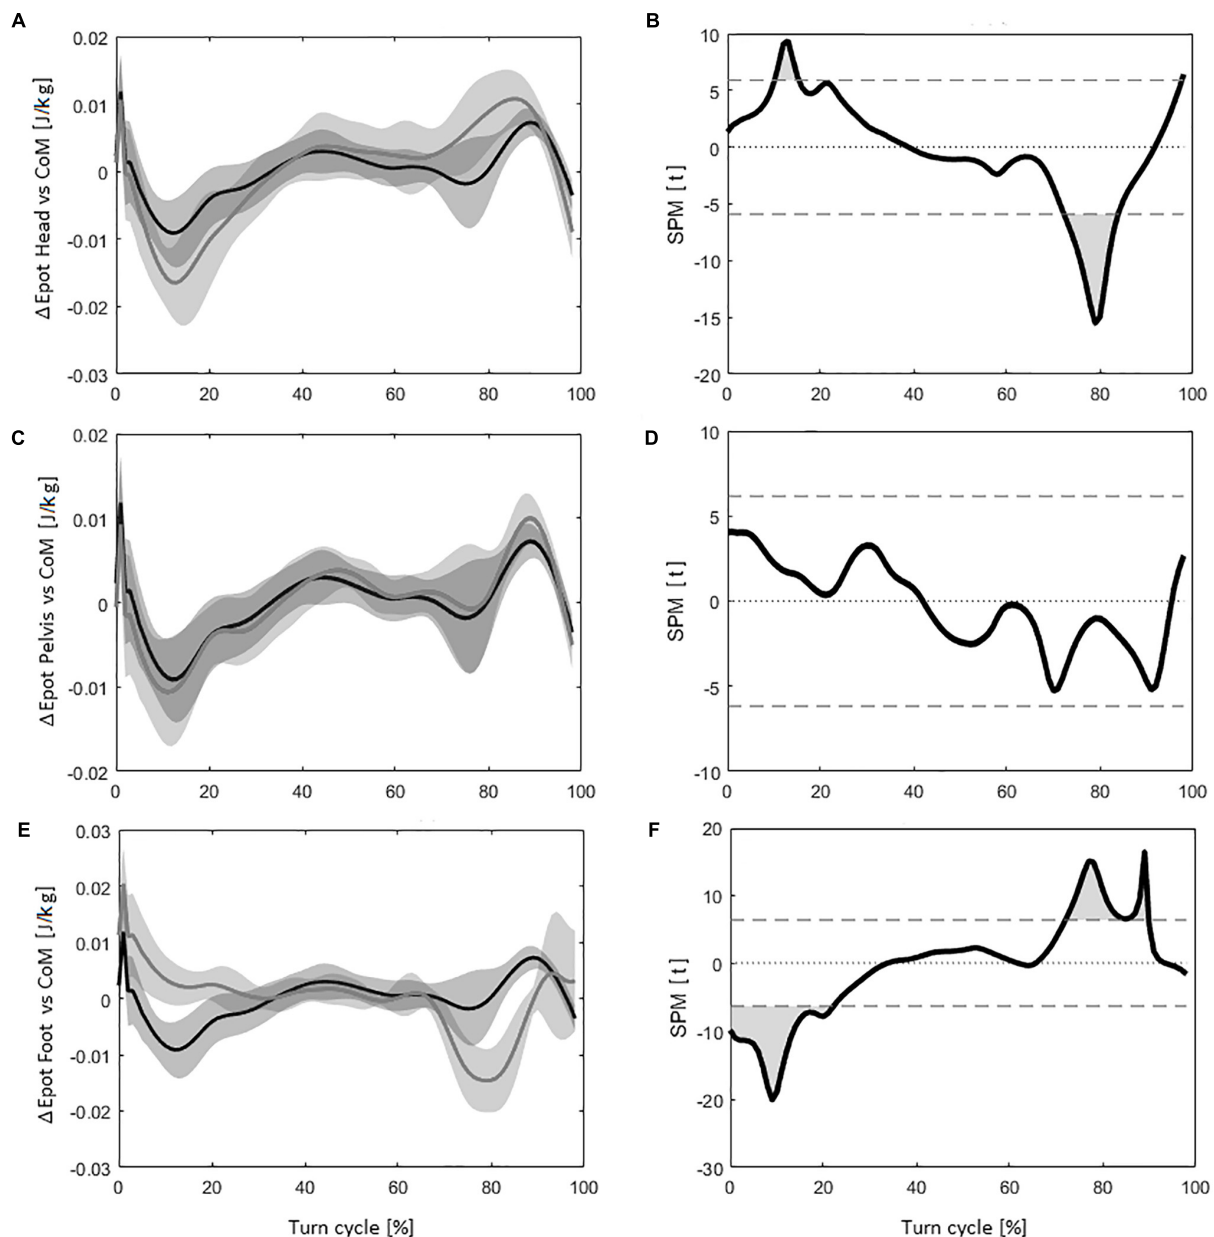 A
B
0.02
0.01
0
-0.01
-0.02
-0.03
ΔEpot Head vs CoM [J/kg]
0 20 40 60 80 100
10
5
0
-5
-10
-15
-20
SPM [t]
0 20 40 60 80 100
C
D
0.02
0.01
0
-0.01
-0.02
ΔEpot Pelvis vs CoM [J/kg]
0 20 40 60 80 100
10
5
0
-5
-10
SPM [t]
0 20 40 60 80 100
E
F
0.03
0.02
0.01
0
-0.01
-0.02
-0.03
ΔEpot Foot vs CoM [J/kg]
0 20 40 60 80 100
Turn cycle [%]
20
10
0
-10
-20
-30
SPM [t]
0 20 40 60 80 100
Turn cycle [%]